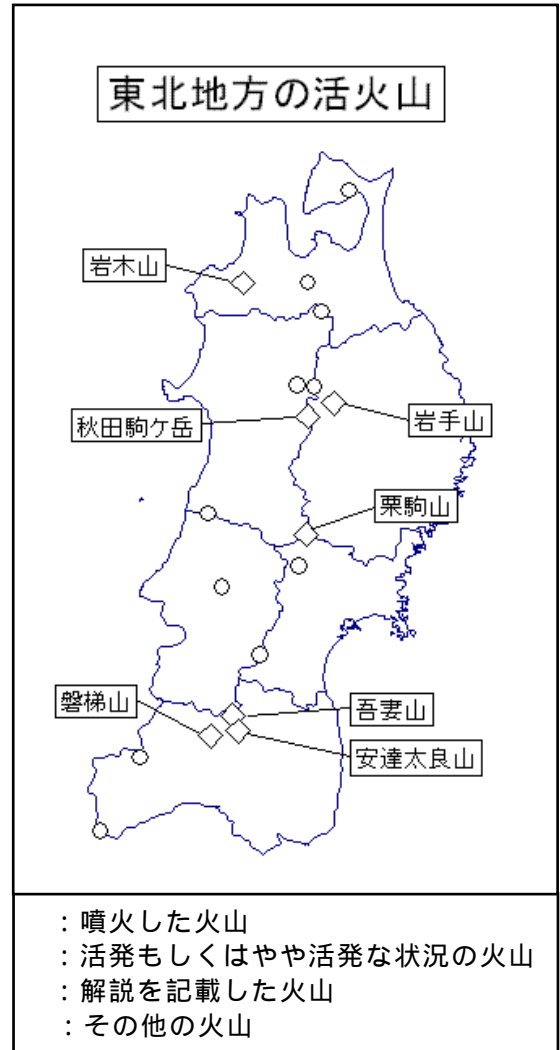 東北地方の活火山
岩木山
秋田駒ケ岳
岩手山
栗駒山
磐梯山
吾妻山
安達太良山
：噴火した火山
：活発もしくはやや活発な状況の火山
：解説を記載した火山
：その他の火山